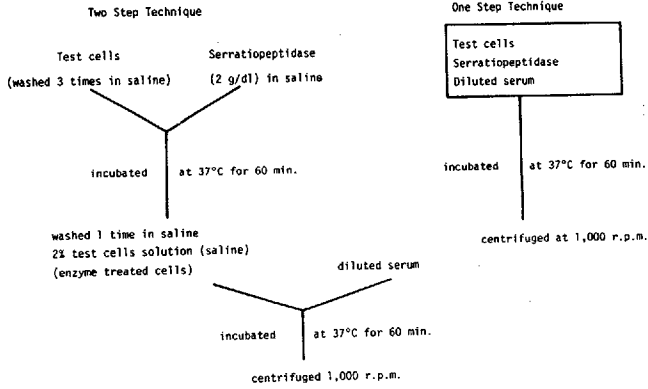 Two Step Technique
Test cells
(washed 3 times in saline)
Serratiopeptidase
(2 g/dl) in saline
incubated at 37°C for 60 min.
washed 1 time in saline
2% test cells solution (saline)
(enzyme treated cells)
diluted serum
incubated at 37°C for 60 min.
centrifuged 1,000 r.p.m.
One Step Technique
Test cells
Serratiopeptidase
Diluted serum
incubated at 37°C for 60 min.
centrifuged at 1,000 r.p.m.